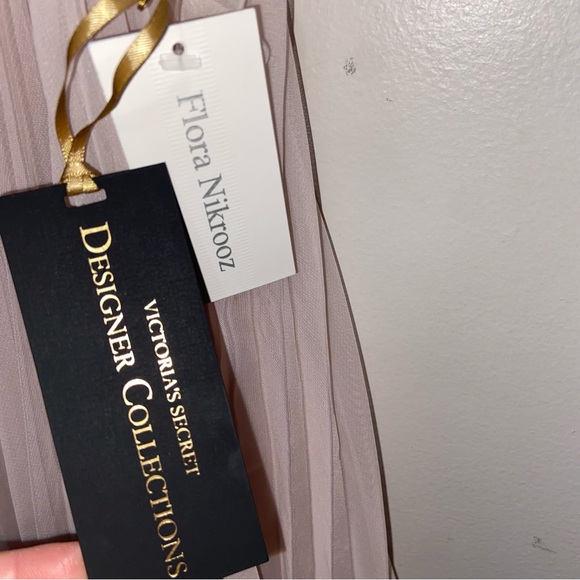 Flora Nikrooz
VICTORIA'S SECRET
DESIGNER COLLECTIONS